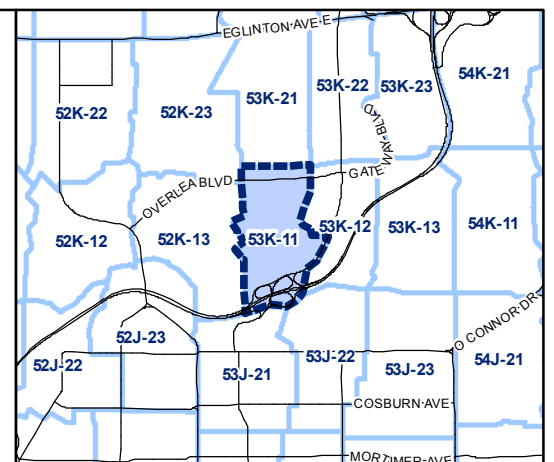 EGLINTON AVE E
54K-21
53K-22
53K-23
53K-21
52K-22
52K-23
WAY BLVD
GATE
OVERLEA BLVD
53K-12
53K-13
54K-11
52K-12
52K-13
53K-11
O CONNOR DR
52J-23
53J-22
54J-21
52J-22
53J-21
53J-23
COSBURN AVE
MORTIMER AVE